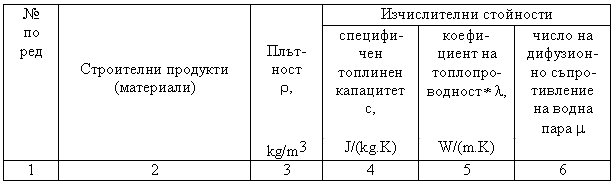 №
по
ред
Строителни продукти
(материали)
Плът-
ност
ρ,
kg/m3
Изчислителни стойности
специфи-
чен
топлинен
капацитет
c,
J/(kg.K)
коефи-
циент на
топлопро-
водност* λ,
W/(m.K)
число на
дифузион-
но съпро-
тивление
на водна
пара μ
1 2 3 4 5 6